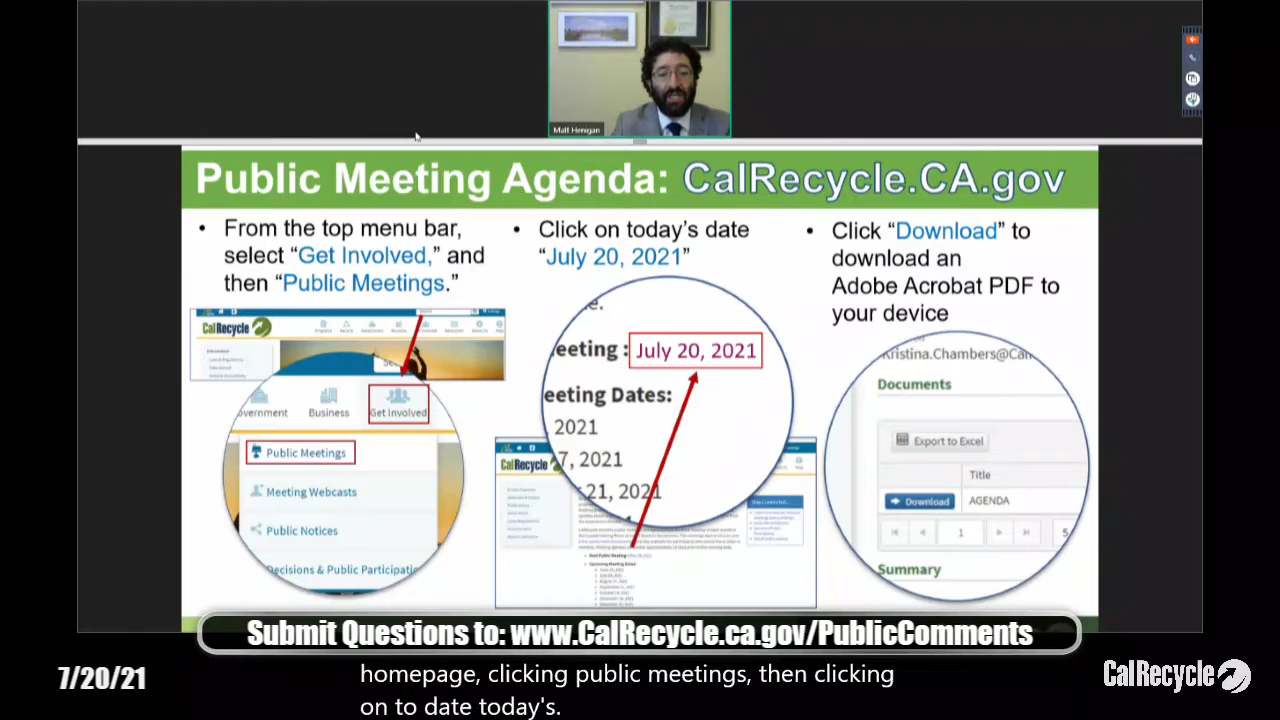 Matt Henigan
Public Meeting Agenda: CalRecycle.CA.gov
• From the top menu bar,
select “Get Involved,” and
then “Public Meetings.”
• Click on today’s date
“July 20, 2021”
• Click “Download” to
download an
Adobe Acrobat PDF to
your device
CalRecycle
overnment
Business
Get Involved
Public Meetings
Meeting Webcasts
Public Notices
Decisions & Public Participatio
eeting : July 20, 2021
eeting Dates:
2021
7, 2021
21, 2021
CalRecycle
Kristina.Chambers@Cal
Documents
Export to Excel
Title
Download
AGENDA
1
5
Summary
Submit Questions to: www.CalRecycle.ca.gov/PublicComments
7/20/21
homepage, clicking public meetings, then clicking
on to date today's.
CalRecycle